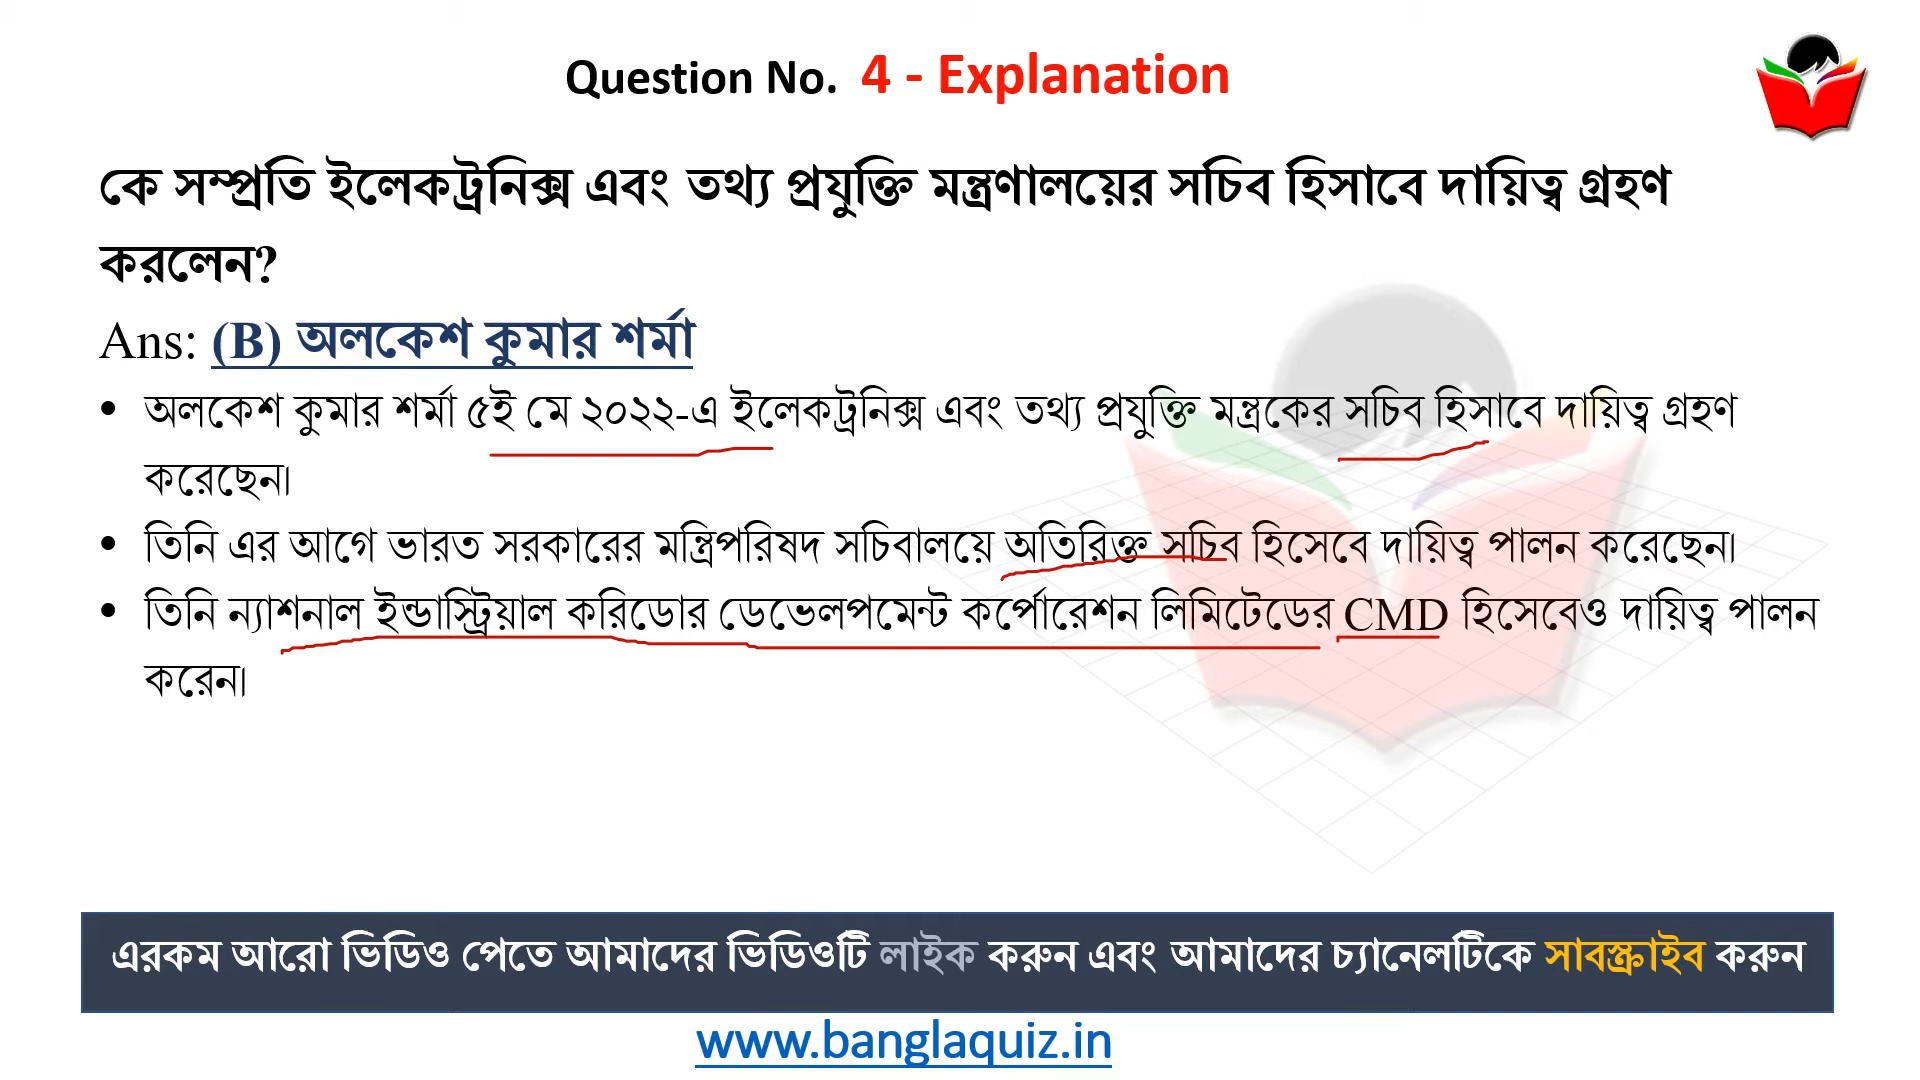 Question No. 4 - Explanation
কে সম্প্রতি ইলেকট্রনিক্স এবং তথ্য প্রযুক্তি মন্ত্রণালয়ের সচিব হিসাবে দায়িত্ব গ্রহণ
করলেন?
Ans: (B) অলকেশ কুমার শর্মা
• অলকেশ কুমার শর্মা ৫ই মে ২০২২-এ ইলেকট্রনিক্স এবং তথ্য প্রযুক্তি মন্ত্রকের সচিব হিসাবে দায়িত্ব গ্রহণ
করেছেন।
• তিনি এর আগে ভারত সরকারের মন্ত্রিপরিষদ সচিবালয়ে অতিরিক্ত সচিব হিসেবে দায়িত্ব পালন করেছেন।
• তিনি ন্যাশনাল ইন্ডাস্ট্রিয়াল করিডোর ডেভেলপমেন্ট কর্পোরেশন লিমিটেডের CMD হিসেবেও দায়িত্ব পালন
করেন।
এরকম আরো ভিডিও পেতে আমাদের ভিডিওটি লাইক করুন এবং আমাদের চ্যানেলটিকে সাবস্ক্রাইব করুন
www.banglaquiz.in